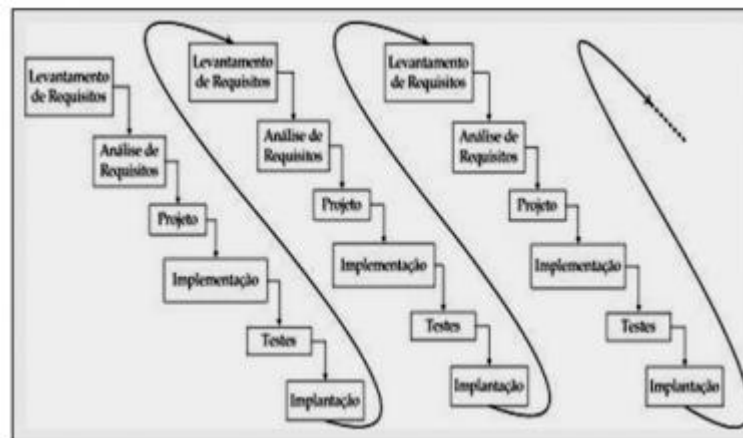 Levantamento
de Requisitos
Análise de
Requisitos
Projeto
Implementação
Testes
Implantação
Levantamento
de Requisitos
Análise de
Requisitos
Projeto
Implementação
Testes
Implantação
Levantamento
de Requisitos
Análise de
Requisitos
Projeto
Implementação
Testes
Implantação